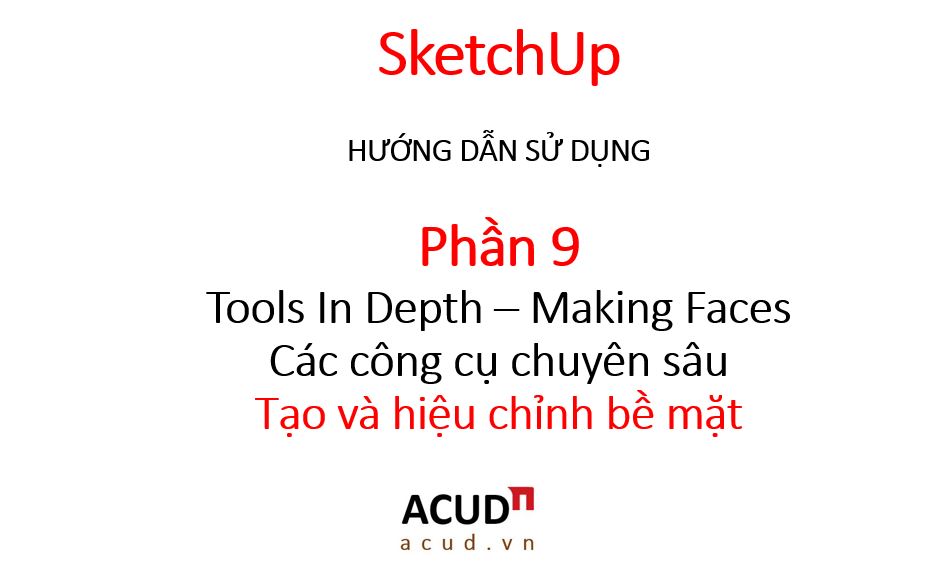 SketchUp
HƯỚNG DẪN SỬ DỤNG
Phần 9
Tools In Depth – Making Faces
Các công cụ chuyên sâu
Tạo và hiệu chỉnh bề mặt
ACUD
acud.vn